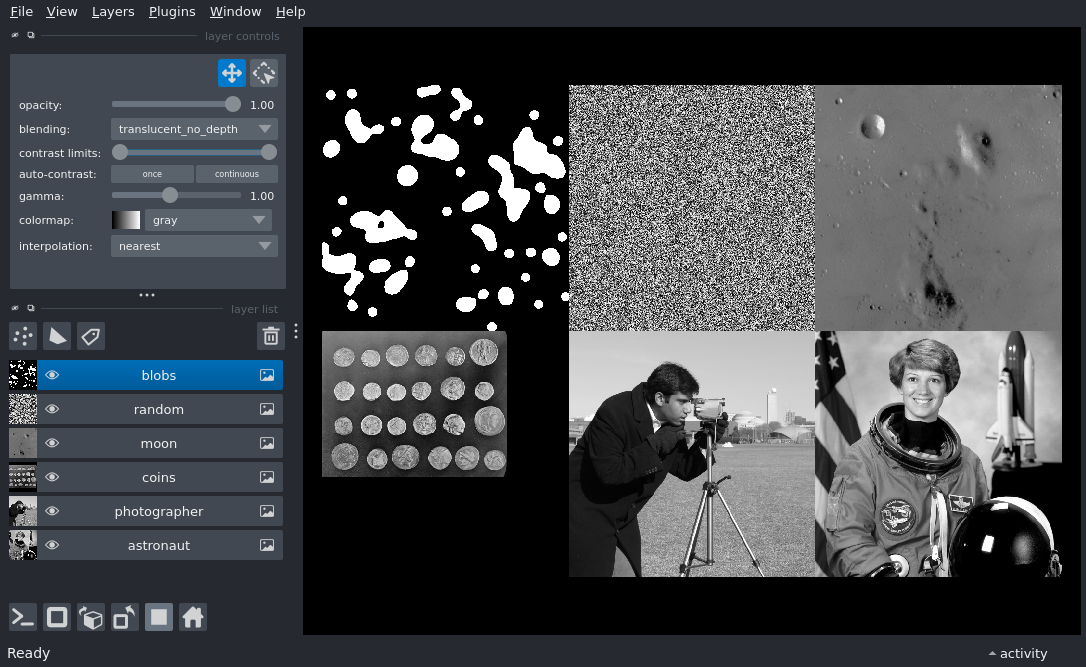 File View Layers Plugins Window Help
layer controls
opacity: 1.00
blending: translucent_no_depth
contrast limits:
auto-contrast: once continuous
gamma: 1.00
colormap: gray
interpolation: nearest
layer list
blobs
random
moon
coins
photographer
astronaut
Ready
activity